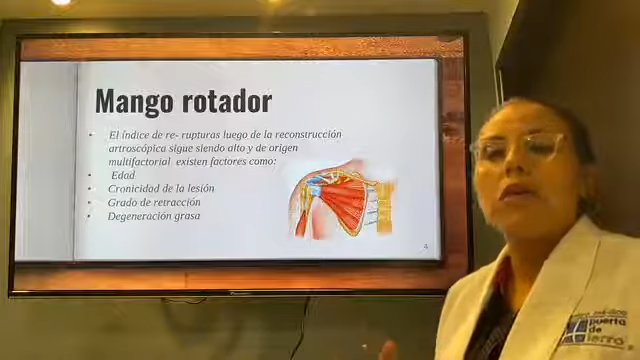 Mango rotador
• El índice de re- rupturas luego de la reconstrucción
artroscópica sigue siendo alto y de origen
multifactorial existen factores como:
• Edad
• Cronicidad de la lesión
• Grado de retracción
• Degeneración grasa
4
puerta
de